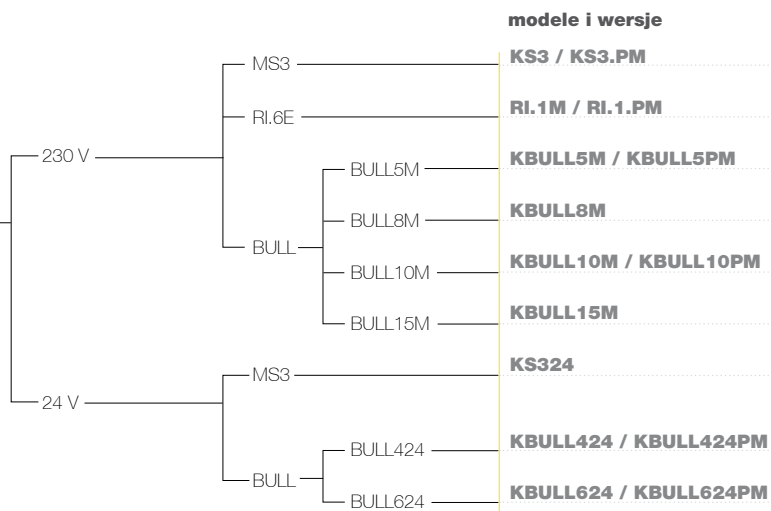 modele i wersje
MS3 KS3 / KS3.PM
RI.6E RI.1M / RI.1.PM
230 V BULL5M KBULL5M / KBULL5PM
BULL8M KBULL8M
BULL
BULL10M KBULL10M / KBULL10PM
BULL15M KBULL15M
MS3 KS324
24 V
BULL424 KBULL424 / KBULL424PM
BULL
BULL624 KBULL624 / KBULL624PM